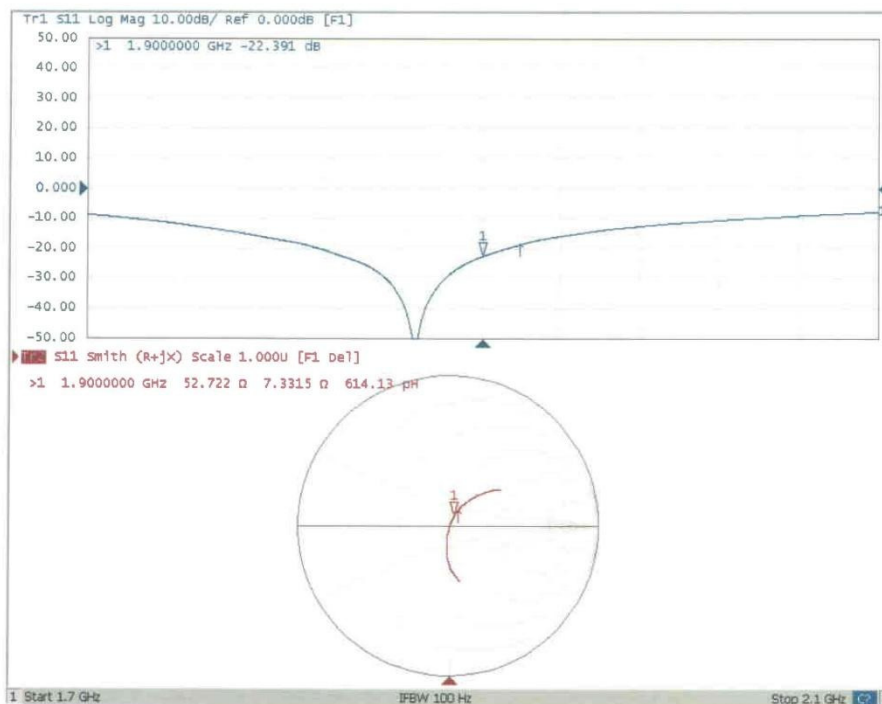 Tr1 S11 Log Mag 10.00dB/ Ref 0.000dB [F1]
50.00
>1 1.9000000 GHz -22.391 dB
40.00
30.00
20.00
10.00
0.000
-10.00
1
-20.00
-30.00
-40.00
-50.00
Tr2 S11 Smith (R+jX) Scale 1.000U [F1 Del]
>1 1.9000000 GHz 52.722 Ω 7.3315 Ω 614.13 pH
1
1 Start 1.7 GHz IFBW 100 Hz Stop 2.1 GHz C?